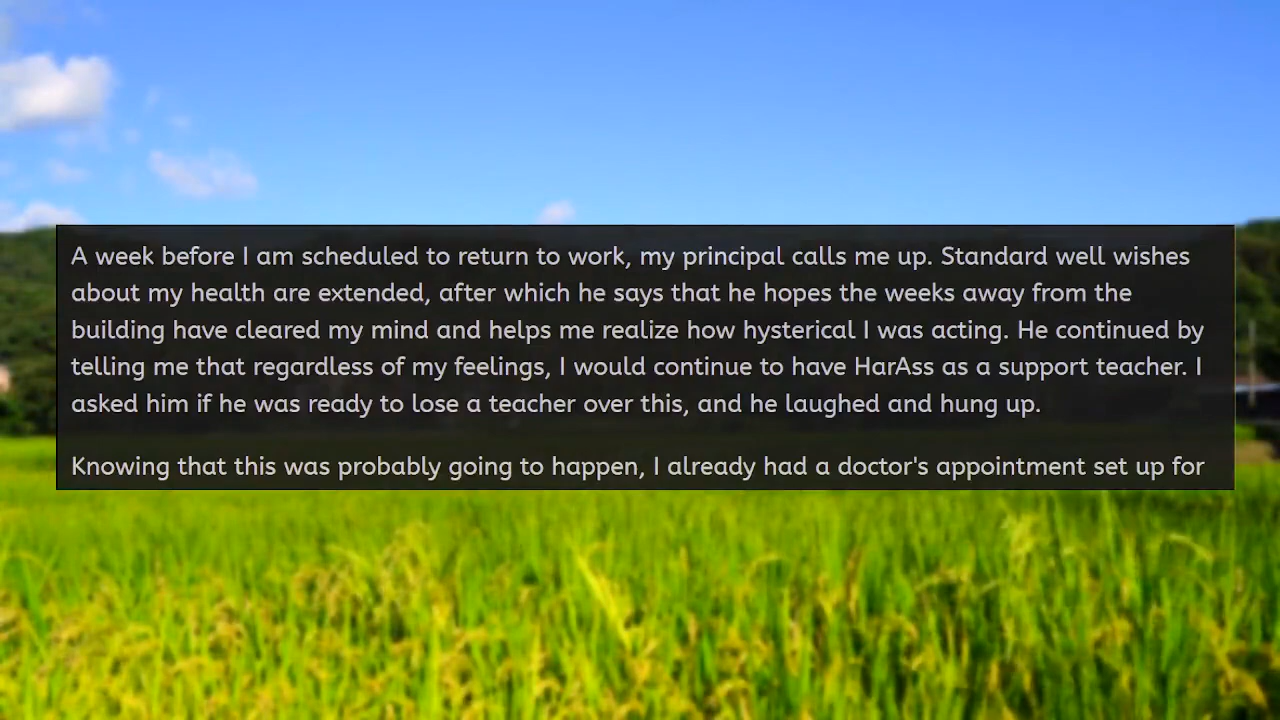 A week before I am scheduled to return to work, my principal calls me up. Standard well wishes
about my health are extended, after which he says that he hopes the weeks away from the
building have cleared my mind and helps me realize how hysterical I was acting. He continued by
telling me that regardless of my feelings, I would continue to have HarAss as a support teacher. I
asked him if he was ready to lose a teacher over this, and he laughed and hung up.
Knowing that this was probably going to happen, I already had a doctor's appointment set up for